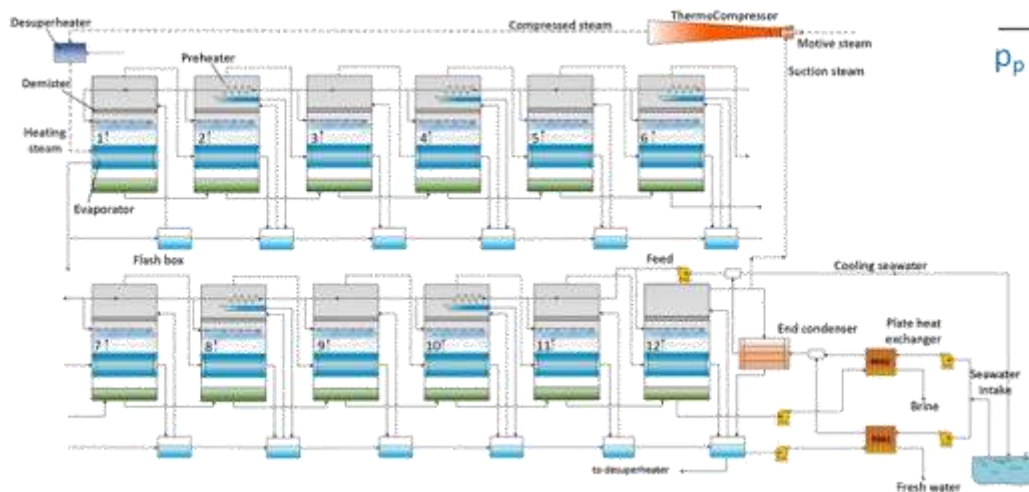 Desuperheater
Compressed steam
ThermoCompressor
Motive steam
Suction steam
Preheater
Demister
Heating
steam
1
2
3
4
5
6
Evaporator
Flash box
Feed
Cooling seawater
7
8
9
10
11
12
End condenser
Plate heat
exchanger
Seawater
intake
Brine
to desuperheater
Fresh water
pp